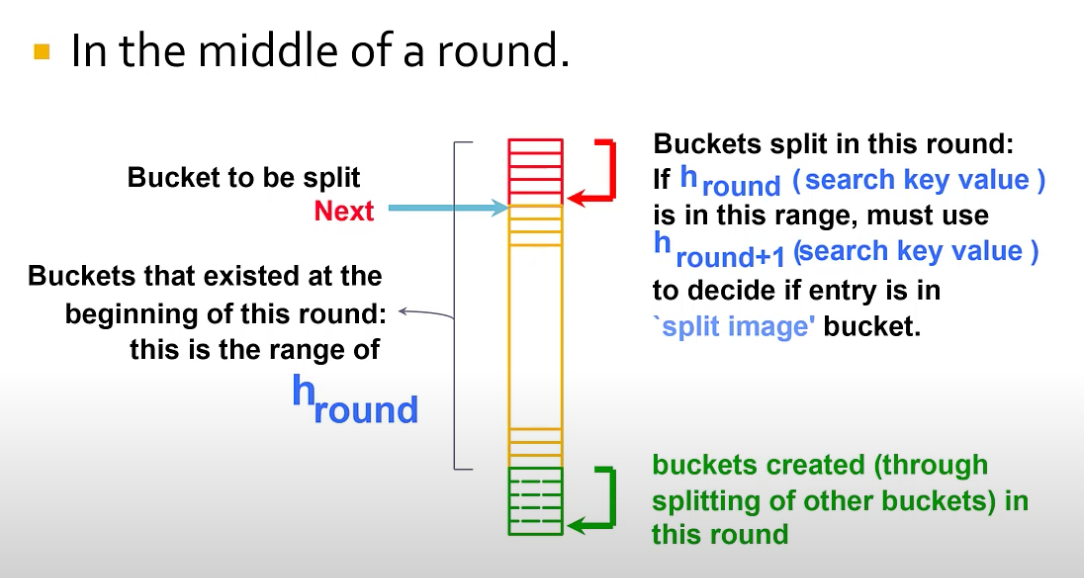 In the middle of a round.
Bucket to be split
Next
Buckets that existed at the
beginning of this round:
this is the range of
h round
Buckets split in this round:
If h round ( search key value )
is in this range, must use
h round+1 (search key value )
to decide if entry is in
`split image' bucket.
buckets created (through
splitting of other buckets) in
this round